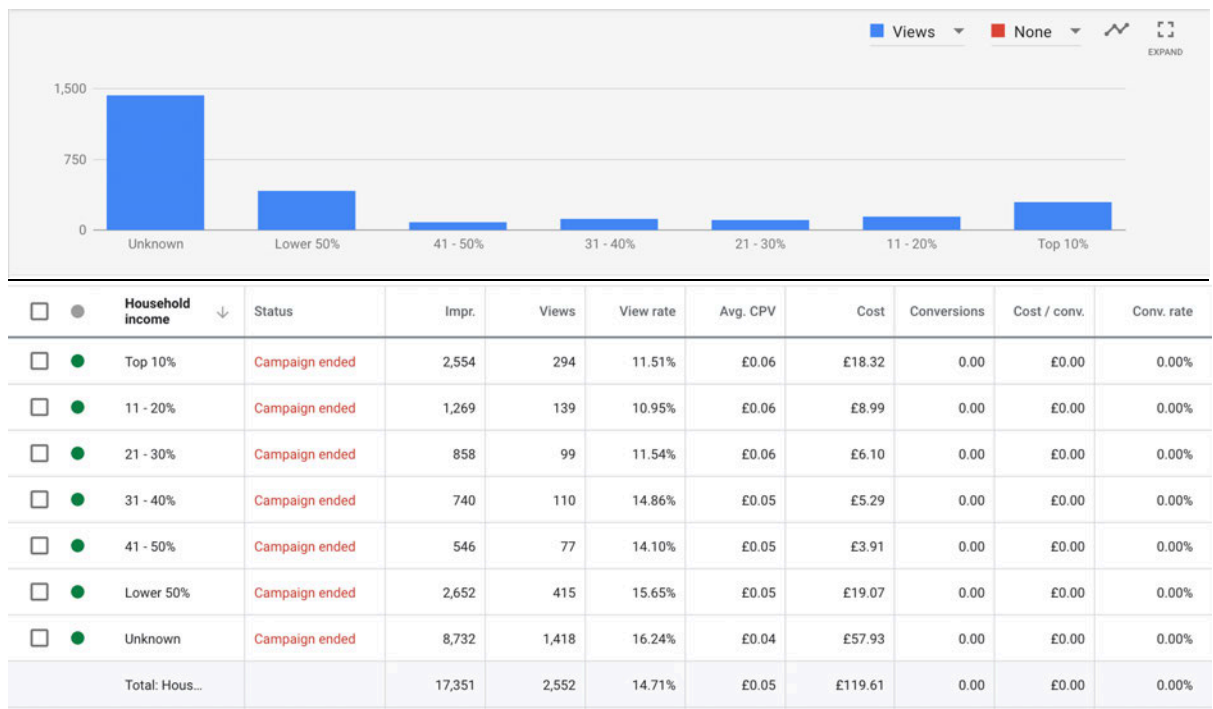 Views None
EXPAND
1,500
750
0
Unknown Lower 50% 41 - 50% 31 - 40% 21 - 30% 11 - 20% Top 10%
Household income Status Impr. Views View rate Avg. CPV Cost Conversions Cost / conv. Conv. rate
Top 10% Campaign ended 2,554 294 11.51% £0.06 £18.32 0.00 £0.00 0.00%
11 - 20% Campaign ended 1,269 139 10.95% £0.06 £8.99 0.00 £0.00 0.00%
21 - 30% Campaign ended 858 99 11.54% £0.06 £6.10 0.00 £0.00 0.00%
31 - 40% Campaign ended 740 110 14.86% £0.05 £5.29 0.00 £0.00 0.00%
41 - 50% Campaign ended 546 77 14.10% £0.05 £3.91 0.00 £0.00 0.00%
Lower 50% Campaign ended 2,652 415 15.65% £0.05 £19.07 0.00 £0.00 0.00%
Unknown Campaign ended 8,732 1,418 16.24% £0.04 £57.93 0.00 £0.00 0.00%
Total: Hous... 17,351 2,552 14.71% £0.05 £119.61 0.00 £0.00 0.00%